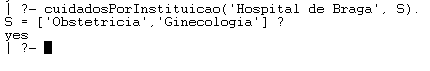 | ?- cuidadosPorInstituicao('Hospital de Braga', S).
S = ['Obstetricia','Ginecologia'] ?
yes
| ?-